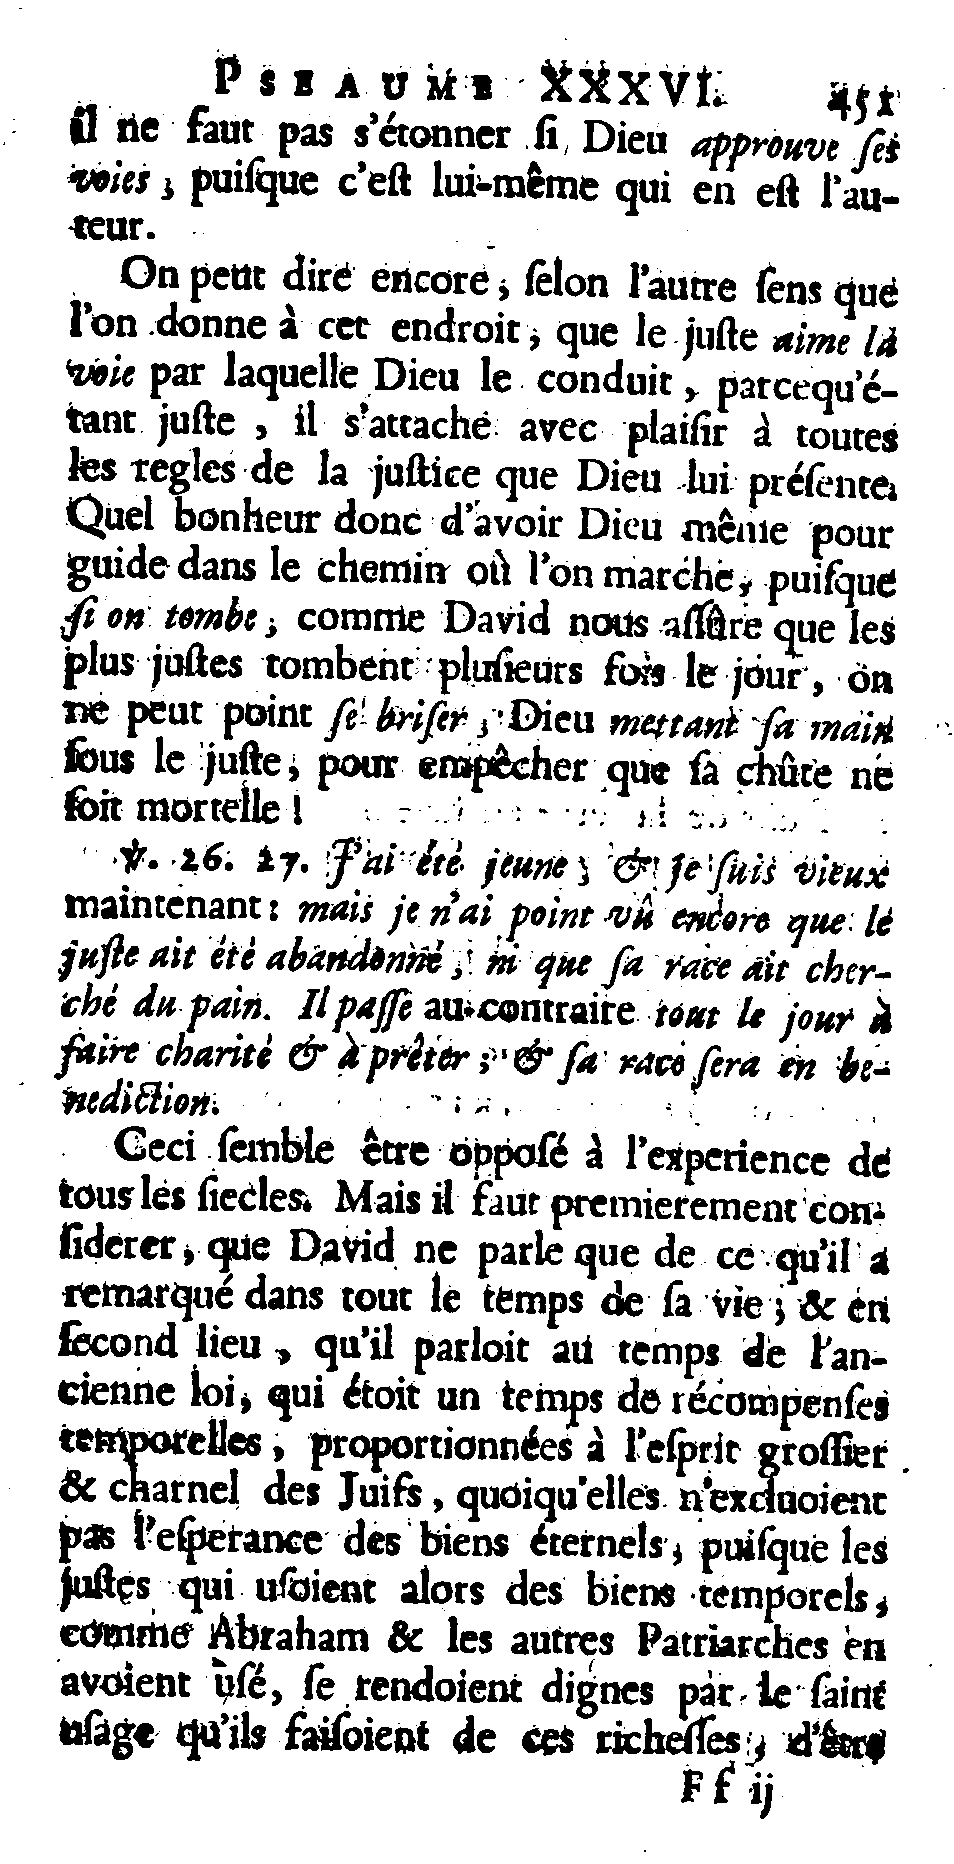 PSEAUME XXXVI. 451
il ne faut pas s'étonner ſi Dieu approuve ſes
voies, puiſque c'eſt lui-même qui en eſt l'au-
teur.
On peut dire encore, ſelon l'autre ſens que
l'on donne à cet endroit, que le juſte aime la
voie par laquelle Dieu le conduit, parcequ'é-
tant juſte, il s'attache avec plaiſir à toutes
les regles de la juſtice que Dieu lui préſente.
Quel bonheur donc d'avoir Dieu même pour
guide dans le chemin où l'on marche, puiſque
ſi on tombe, comme David nous aſſûre que les
plus juſtes tombent pluſieurs fois le jour, on
ne peut point ſe briſer, Dieu mettant ſa main
ſous le juſte, pour empêcher que ſa chûte ne
ſoit mortelle !
℣. 26. 27. J'ai été jeune, & je ſuis vieux
maintenant: mais je n'ai point vû encore que le
juſte ait été abandonné, ni que ſa race ait cher-
ché du pain. Il paſſe au contraire tout le jour à
faire charité & à prêter; & ſa race ſera en be-
nediction.
Ceci ſemble être oppoſé à l'experience de
tous les ſiecles. Mais il faut premierement con-
ſiderer, que David ne parle que de ce qu'il a
remarqué dans tout le temps de ſa vie; & en
ſecond lieu, qu'il parloit au temps de l'an-
cienne loi, qui étoit un temps de récompenſes
temporelles, proportionnées à l'eſprit groſſier
& charnel des Juifs, quoiqu'elles n'excluoient
pas l'eſperance des biens éternels, puiſque les
juſtes qui uſoient alors des biens temporels,
comme Abraham & les autres Patriarches en
avoient uſé, ſe rendoient dignes par le ſaint
uſage qu'ils faiſoient de ces richeſſes, d'être
F f ij